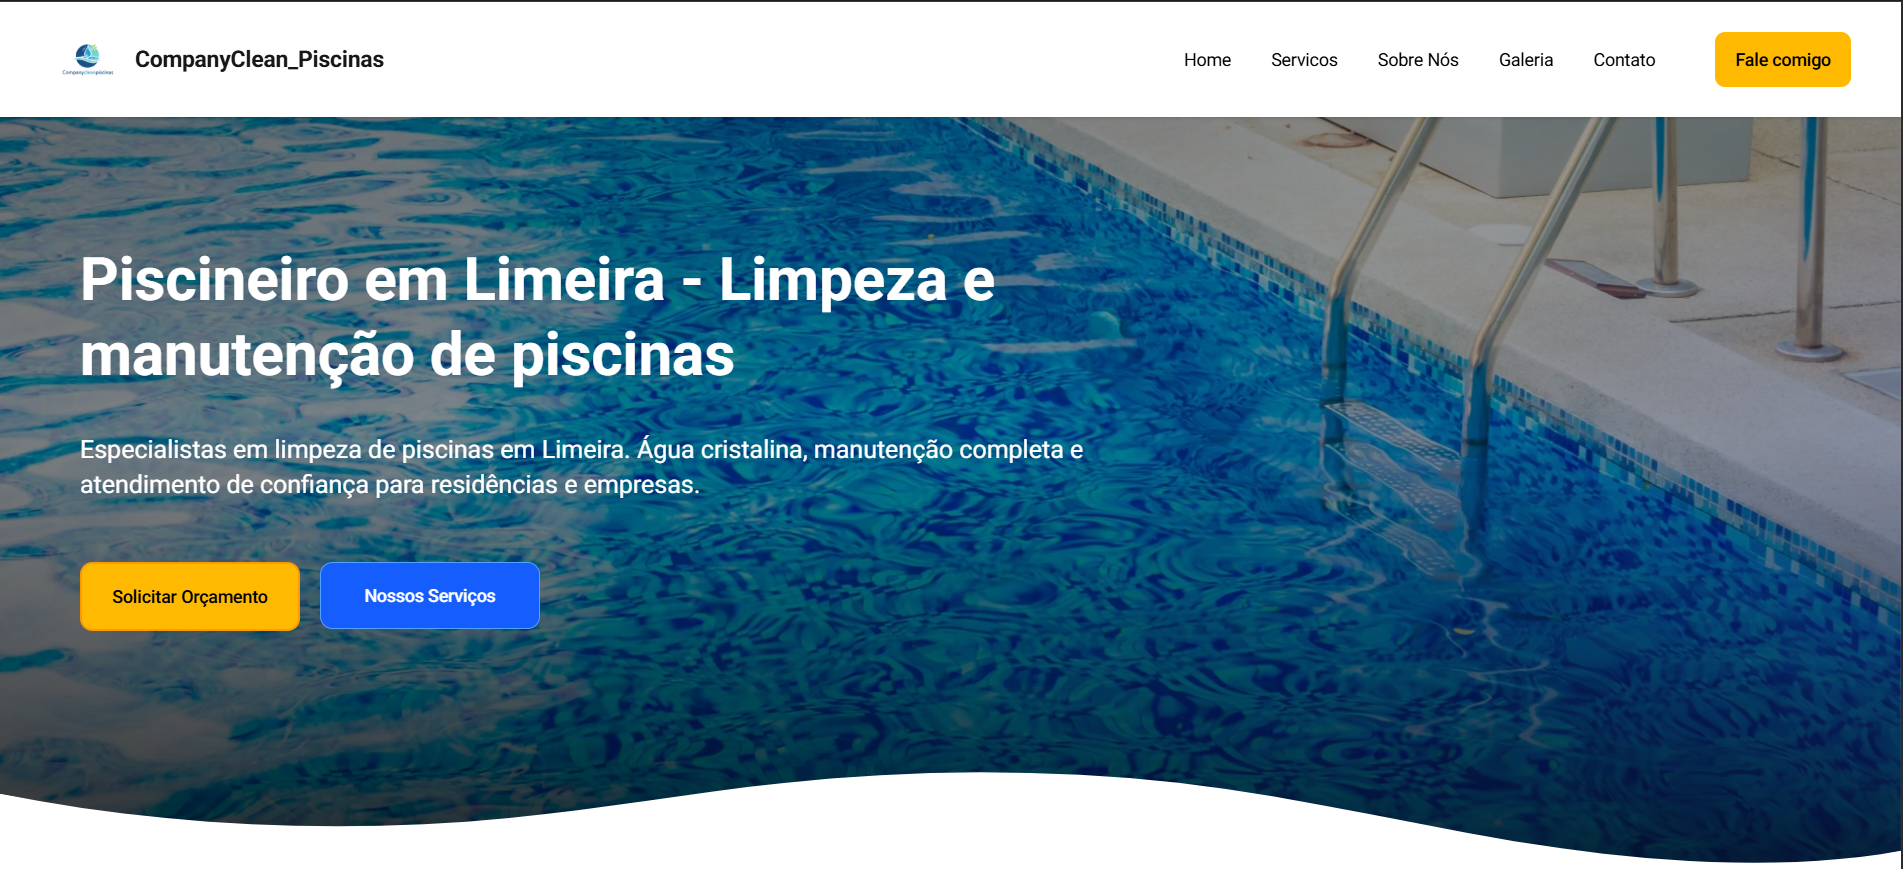 Companycleanpiscinas
CompanyClean_Piscinas
Home
Servicos
Sobre Nós
Galeria
Contato
Fale comigo
Piscineiro em Limeira - Limpeza e
manutenção de piscinas
Especialistas em limpeza de piscinas em Limeira. Água cristalina, manutenção completa e
atendimento de confiança para residências e empresas.
Solicitar Orçamento
Nossos Serviços